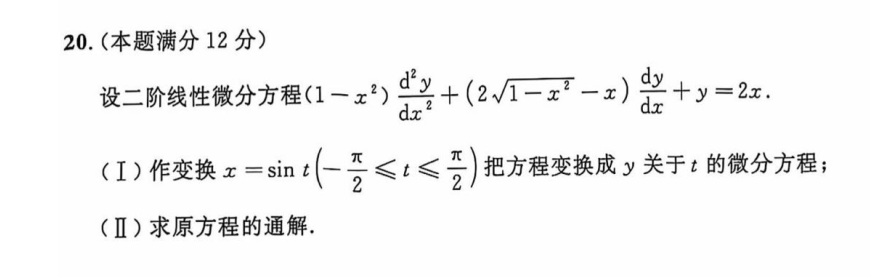 20.(本题满分 12 分)
设二阶线性微分方程(1－x²) d²y/dx² +(2√(1－x²) －x) dy/dx + y =2x.
(Ⅰ)作变换 x =sin t(－π/2 ≤ t ≤ π/2)把方程变换成 y 关于 t 的微分方程;
(Ⅱ)求原方程的通解.